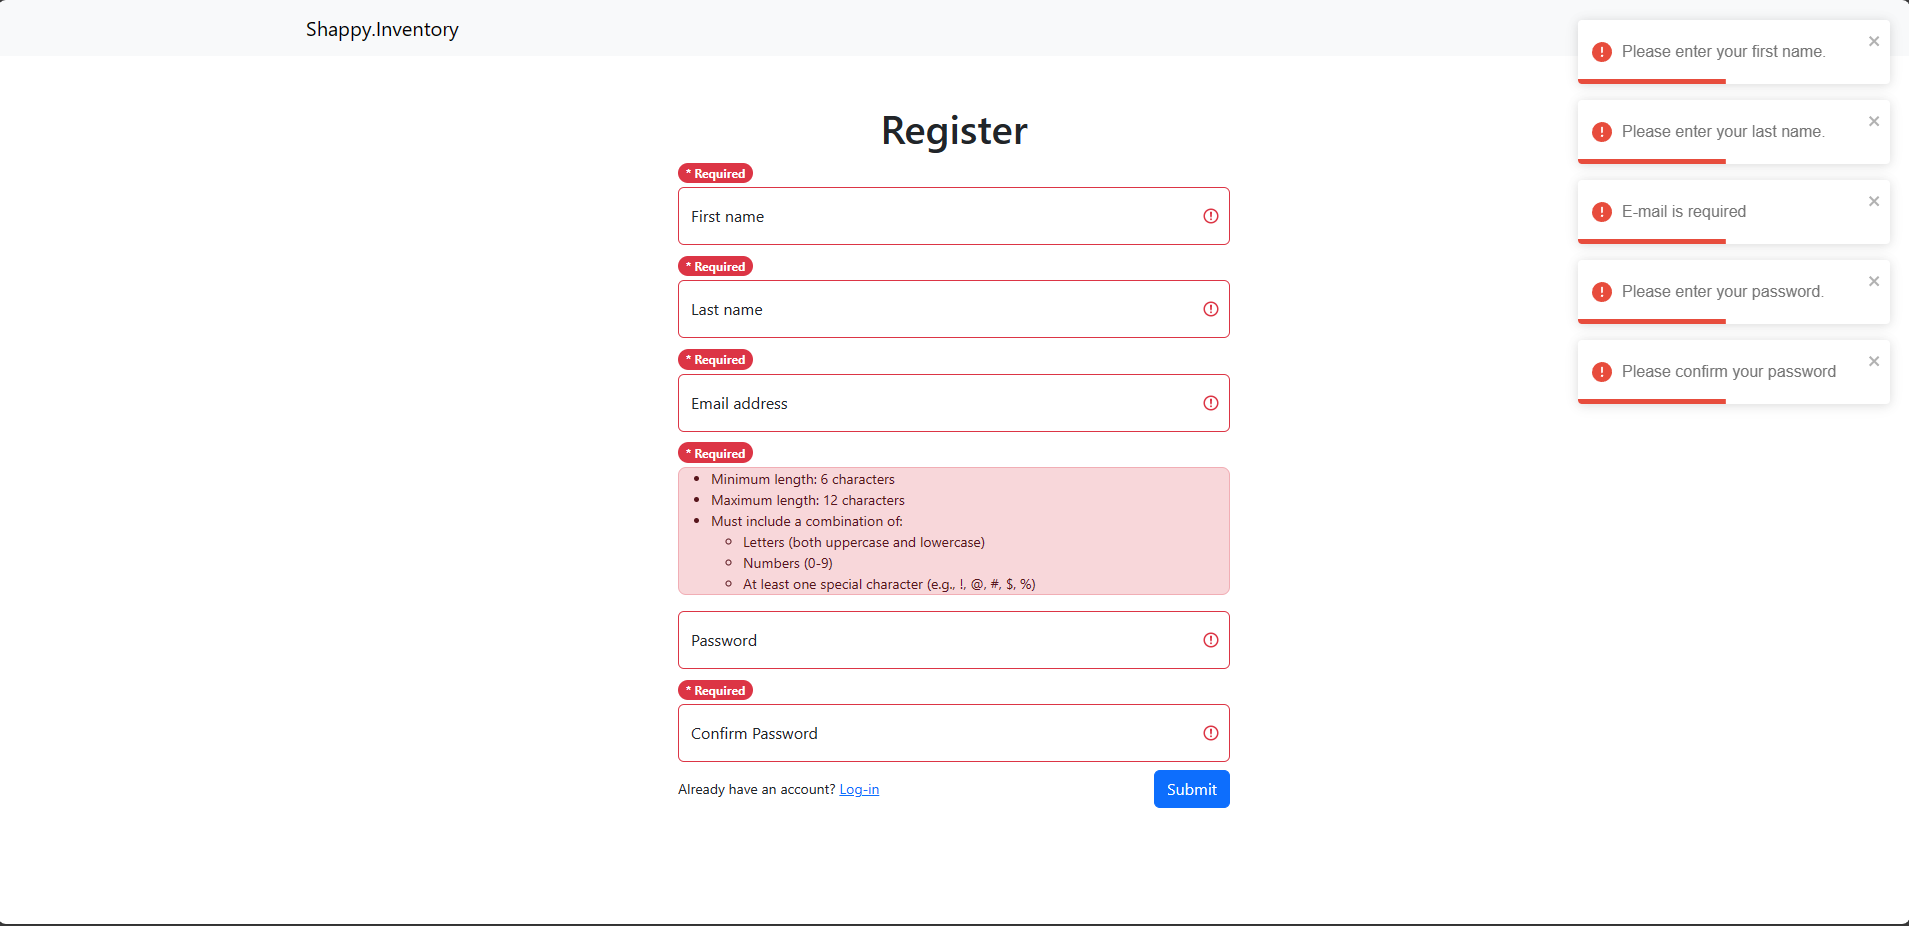 Shappy.Inventory
Please enter your first name.
Please enter your last name.
E-mail is required
Please enter your password.
Please confirm your password
Register
* Required
First name
* Required
Last name
* Required
Email address
* Required
Minimum length: 6 characters
Maximum length: 12 characters
Must include a combination of:
Letters (both uppercase and lowercase)
Numbers (0-9)
At least one special character (e.g., !, @, #, $, %)
Password
* Required
Confirm Password
Already have an account? Log-in
Submit